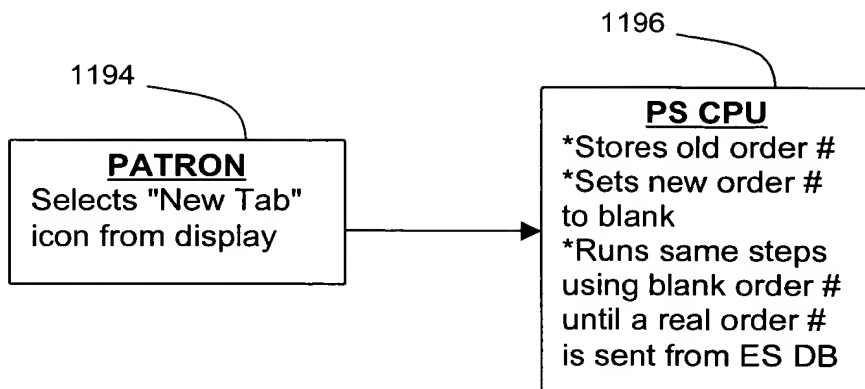 1196
1194
PS CPU
*Stores old order #
*Sets new order #
to blank
*Runs same steps
using blank order #
until a real order #
is sent from ES DB
PATRON
Selects "New Tab"
icon from display